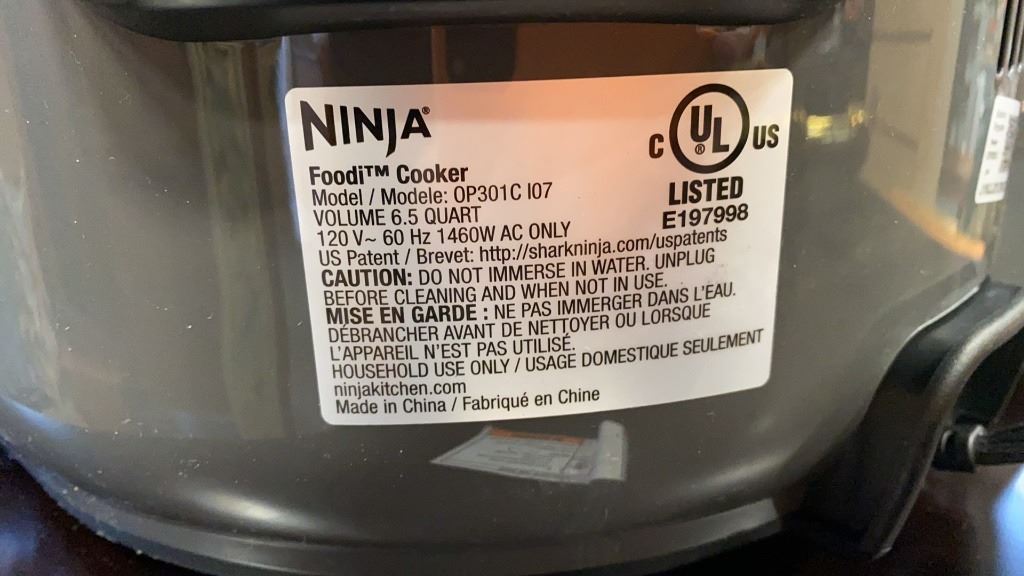 NINJA®
Foodi™ Cooker
Model / Modele: OP301C I07
VOLUME 6.5 QUART
120 V~ 60 Hz 1460W AC ONLY
US Patent / Brevet: http://sharkninja.com/uspatents
CAUTION: DO NOT IMMERSE IN WATER. UNPLUG
BEFORE CLEANING AND WHEN NOT IN USE.
MISE EN GARDE : NE PAS IMMERGER DANS L'EAU.
DÉBRANCHER AVANT DE NETTOYER OU LORSQUE
L'APPAREIL N'EST PAS UTILISÉ.
HOUSEHOLD USE ONLY / USAGE DOMESTIQUE SEULEMENT
ninjakitchen.com
Made in China / Fabriqué en Chine
C UL® US
LISTED
E197998